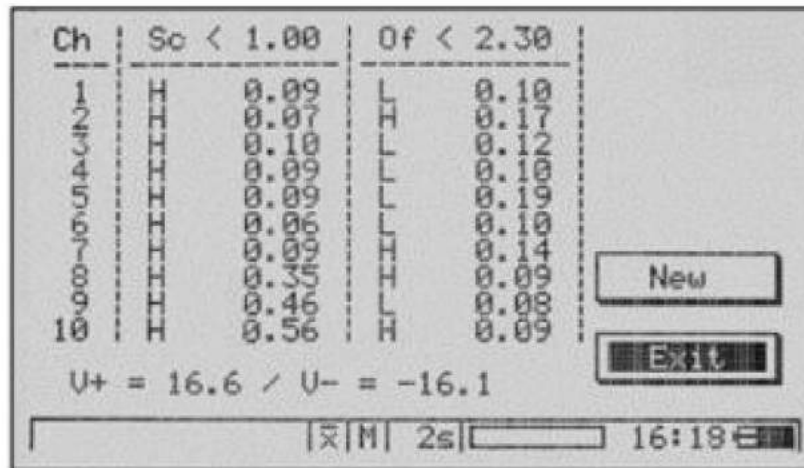 Ch Sc < 1.00 Of < 2.30
1 H 0.09 L 0.10
2 H 0.07 H 0.17
3 H 0.10 L 0.12
4 H 0.09 L 0.10
5 H 0.09 L 0.19
6 H 0.06 L 0.10
7 H 0.09 H 0.14
8 H 0.35 H 0.09
9 H 0.46 L 0.08
10 H 0.56 H 0.09
New
Exit
V+ = 16.6 / V- = -16.1
x̄ M 2s 16:18